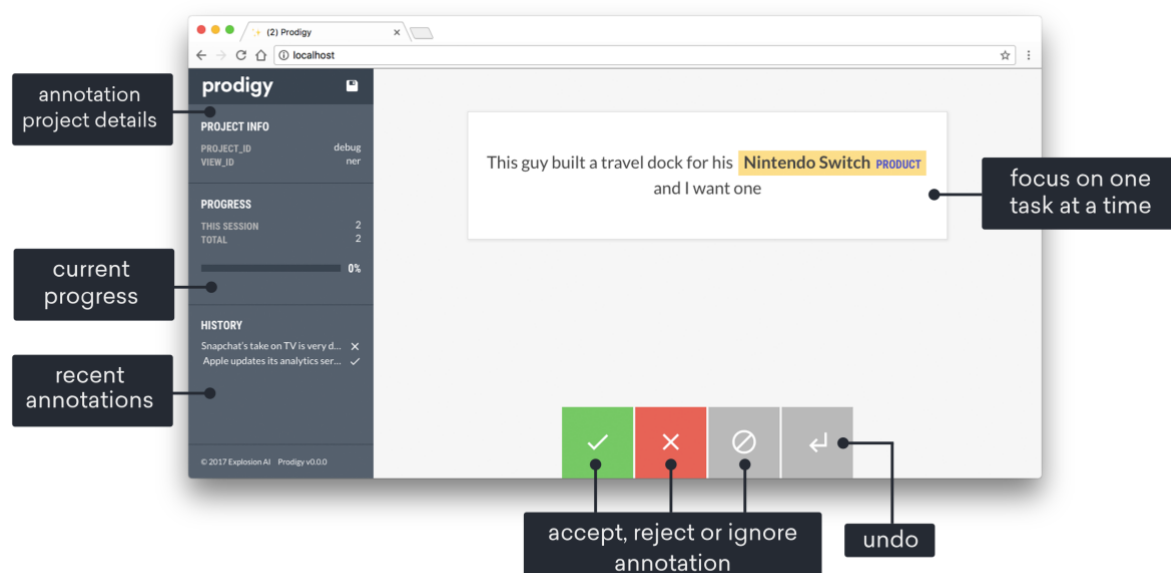 (2) Prodigy
localhost
prodigy
annotation
project details
PROJECT INFO
PROJECT_ID debug
VIEW_ID ner
This guy built a travel dock for his Nintendo Switch PRODUCT
and I want one
focus on one
task at a time
PROGRESS
THIS SESSION 2
TOTAL 2
0%
current
progress
HISTORY
Snapchat's take on TV is very d...
Apple updates its analytics ser...
recent
annotations
© 2017 Explosion AI Prodigy v0.0.0
accept, reject or ignore
annotation
undo